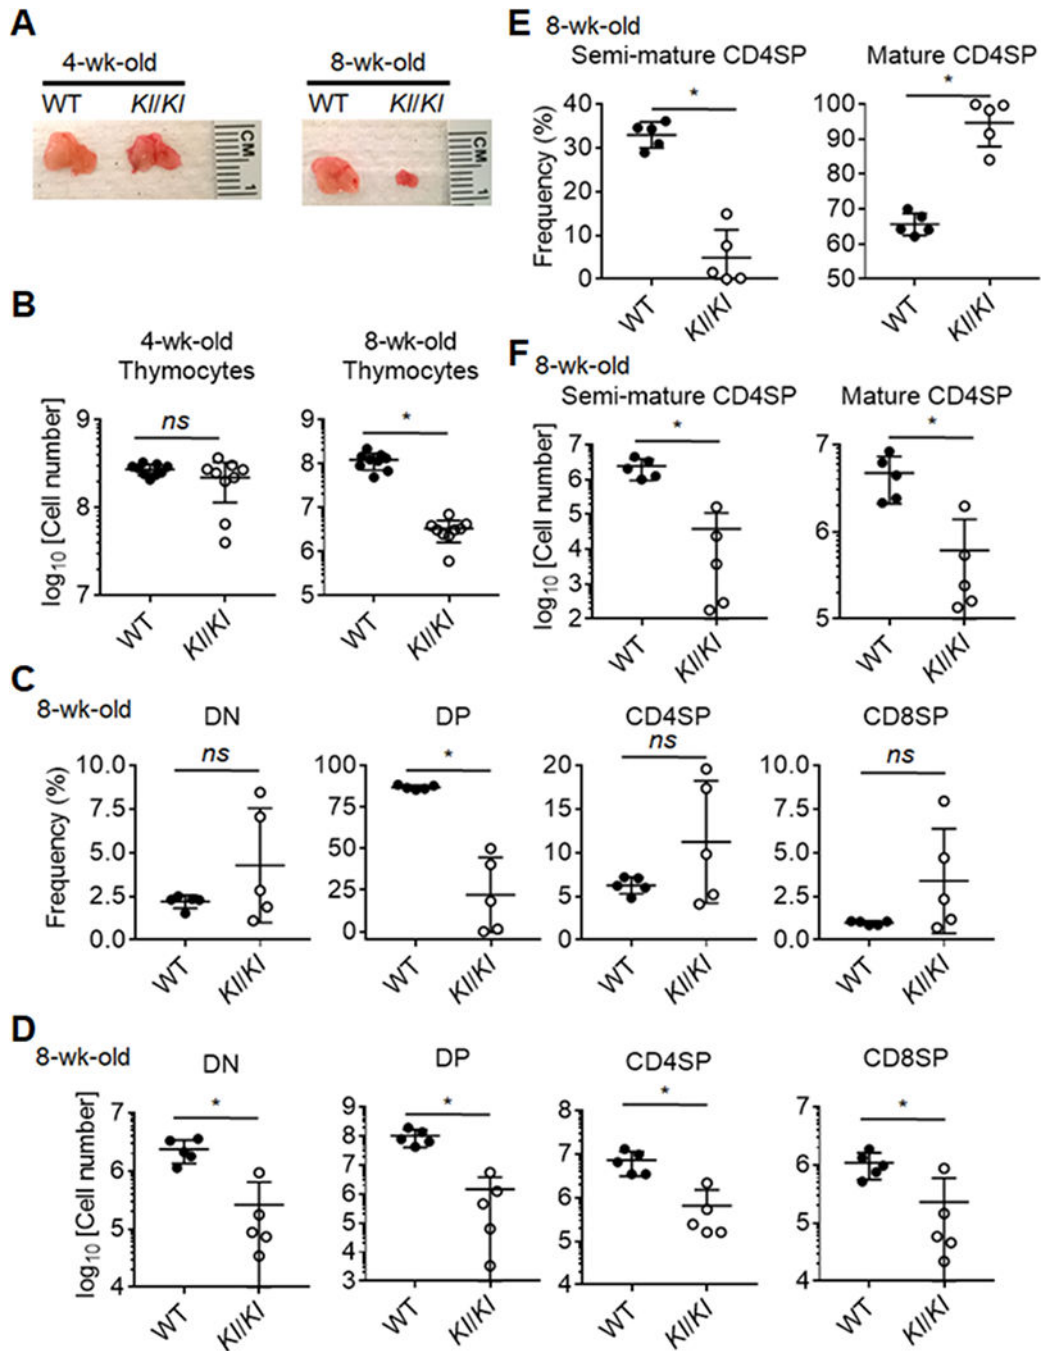 A
4-wk-old
8-wk-old
WT
KI/KI
WT
KI/KI
CM
1
CM
1
B
4-wk-old
Thymocytes
8-wk-old
Thymocytes
log10 [Cell number]
ns
9
8
7
WT
KI/KI
*
9
8
7
6
5
WT
KI/KI
C
8-wk-old
DN
DP
CD4SP
CD8SP
Frequency (%)
ns
10.0
7.5
5.0
2.5
0.0
WT
KI/KI
*
100
75
50
25
0
WT
KI/KI
ns
20
15
10
5
0
WT
KI/KI
ns
10.0
7.5
5.0
2.5
0.0
WT
KI/KI
D
8-wk-old
DN
DP
CD4SP
CD8SP
log10 [Cell number]
*
7
6
5
4
WT
KI/KI
*
9
8
7
6
5
4
3
WT
KI/KI
*
8
7
6
5
4
WT
KI/KI
*
7
6
5
4
WT
KI/KI
E
8-wk-old
Semi-mature CD4SP
Mature CD4SP
Frequency (%)
*
40
30
20
10
0
WT
KI/KI
*
100
90
80
70
60
50
WT
KI/KI
F
8-wk-old
Semi-mature CD4SP
Mature CD4SP
log10 [Cell number]
*
7
6
5
4
3
2
WT
KI/KI
*
7
6
5
WT
KI/KI